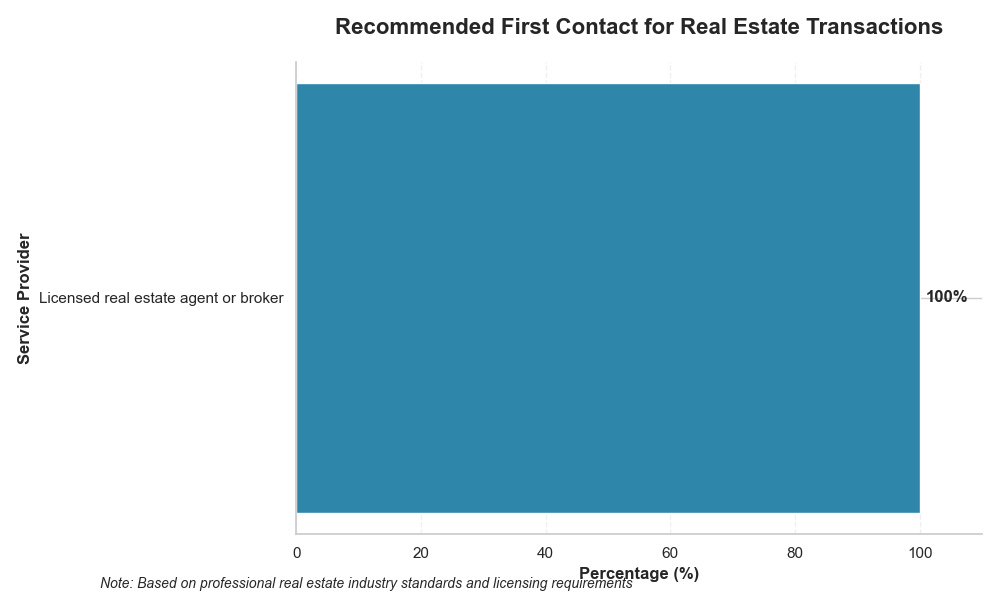 Recommended First Contact for Real Estate Transactions
Service Provider
Licensed real estate agent or broker
100%
0 20 40 60 80 100
Percentage (%)
Note: Based on professional real estate industry standards and licensing requirements